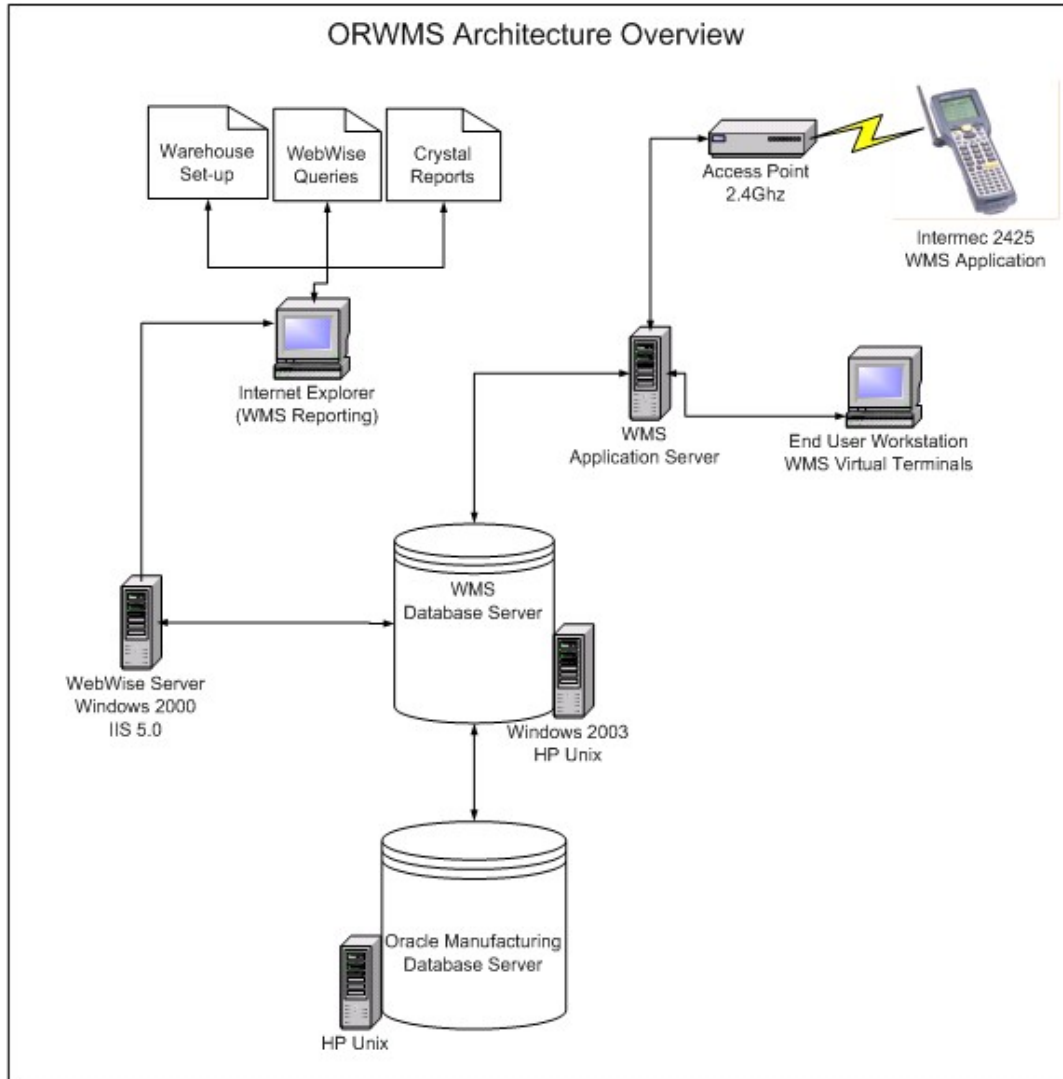 ORWMS Architecture Overview
Warehouse
Set-up
WebWise
Queries
Crystal
Reports
Access Point
2.4Ghz
Intermec 2425
WMS Application
Internet Explorer
(WMS Reporting)
WMS
Application Server
End User Workstation
WMS Virtual Terminals
WMS
Database Server
WebWise Server
Windows 2000
IIS 5.0
Windows 2003
HP Unix
Oracle Manufacturing
Database Server
HP Unix